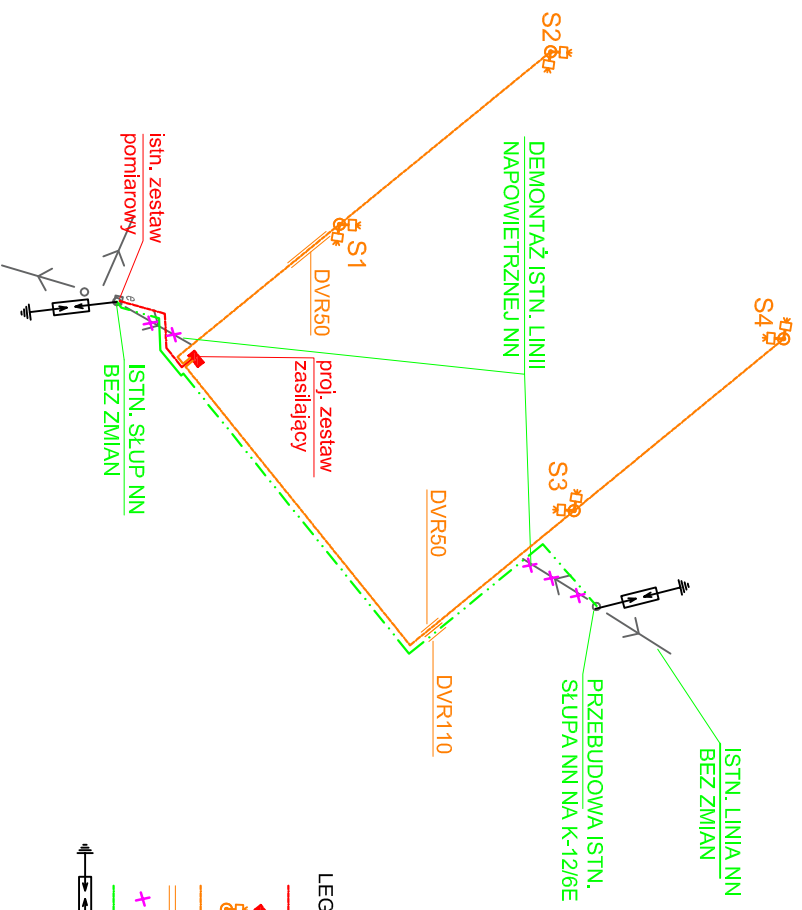 S2
S4
DEMONTAŻ ISTN. LINII
NAPOWIETRZNEJ NN
istn. zestaw
pomiarowy
S1
DVR50
e
proj. zestaw
zasilający
ISTN. SŁUP NN
BEZ ZMIAN
S3
DVR50
DVR110
PRZEBUDOWA ISTN.
SŁUPA NN NA K-12/6E
ISTN. LINIA NN
BEZ ZMIAN
LEG